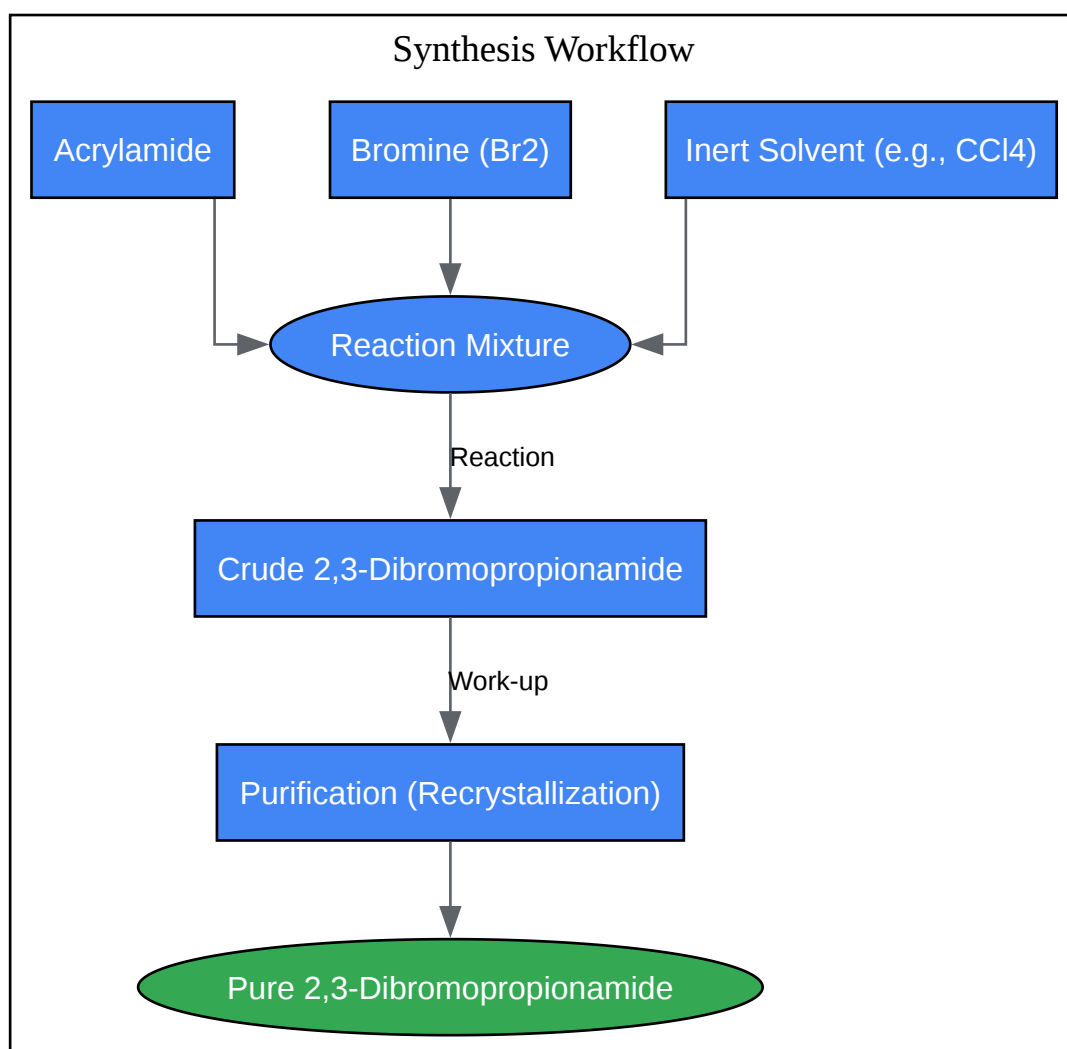 Synthesis Workflow
Acrylamide
Bromine (Br2)
Inert Solvent (e.g., CCl4)
Reaction Mixture
Reaction
Crude 2,3-Dibromopropionamide
Work-up
Purification (Recrystallization)
Pure 2,3-Dibromopropionamide